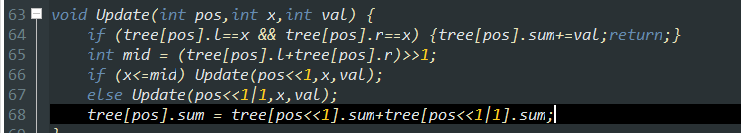 63 void Update(int pos,int x,int val) {
64 if (tree[pos].l==x && tree[pos].r==x) {tree[pos].sum+=val;return;}
65 int mid = (tree[pos].l+tree[pos].r)>>1;
66 if (x<=mid) Update(pos<<1,x,val);
67 else Update(pos<<1|1,x,val);
68 tree[pos].sum = tree[pos<<1].sum+tree[pos<<1|1].sum;